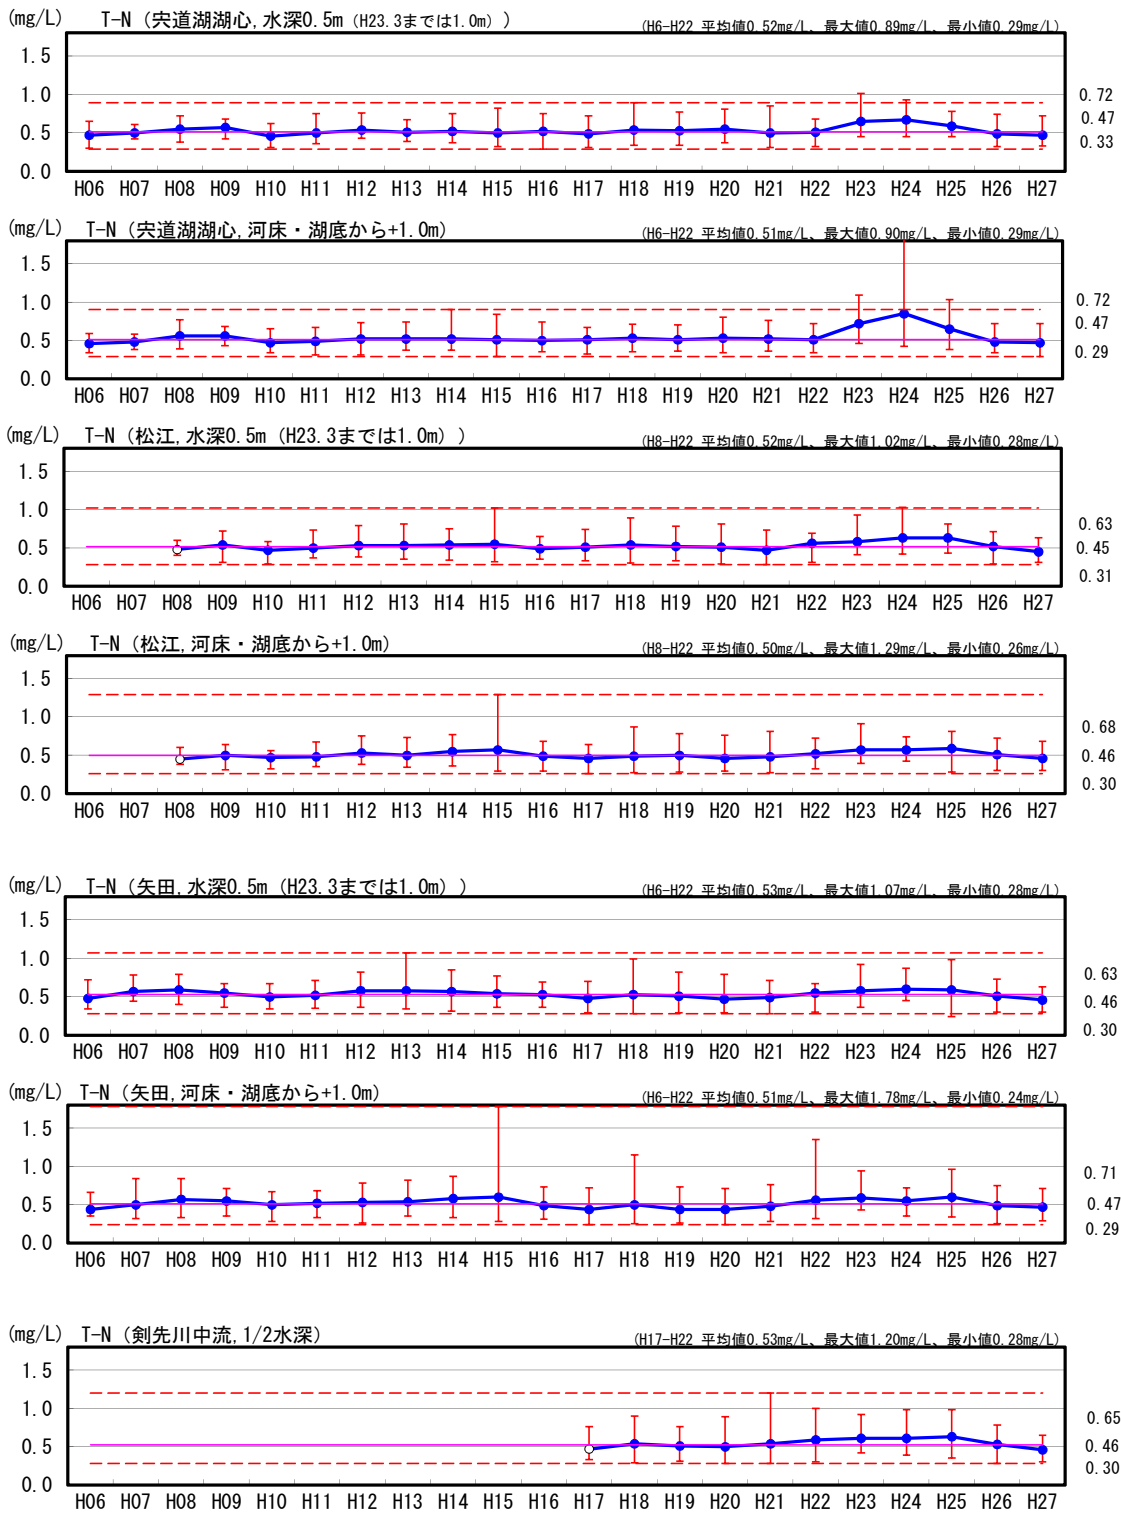 (mg/L) T-N（宍道湖湖心,水深0.5m（H23.3までは1.0m）） (H6-H22 平均値0.52mg/L、最大値0.89mg/L、最小値0.29mg/L)
1.5
1.0 0.72
0.47
0.5
0.33
0.0
H06 H07 H08 H09 H10 H11 H12 H13 H14 H15 H16 H17 H18 H19 H20 H21 H22 H23 H24 H25 H26 H27
(mg/L) T-N（宍道湖湖心,河床・湖底から+1.0m） (H6-H22 平均値0.51mg/L、最大値0.90mg/L、最小値0.29mg/L)
1.5
1.0 0.72
0.47
0.5
0.29
0.0
H06 H07 H08 H09 H10 H11 H12 H13 H14 H15 H16 H17 H18 H19 H20 H21 H22 H23 H24 H25 H26 H27
(mg/L) T-N（松江,水深0.5m（H23.3までは1.0m）） (H8-H22 平均値0.52mg/L、最大値1.02mg/L、最小値0.28mg/L)
1.5
1.0
0.63
0.5 0.45
0.31
0.0
H06 H07 H08 H09 H10 H11 H12 H13 H14 H15 H16 H17 H18 H19 H20 H21 H22 H23 H24 H25 H26 H27
(mg/L) T-N（松江,河床・湖底から+1.0m） (H8-H22 平均値0.50mg/L、最大値1.29mg/L、最小値0.26mg/L)
1.5
1.0
0.68
0.5 0.46
0.30
0.0
H06 H07 H08 H09 H10 H11 H12 H13 H14 H15 H16 H17 H18 H19 H20 H21 H22 H23 H24 H25 H26 H27
(mg/L) T-N（矢田,水深0.5m（H23.3までは1.0m）） (H6-H22 平均値0.53mg/L、最大値1.07mg/L、最小値0.28mg/L)
1.5
1.0
0.63
0.5 0.46
0.30
0.0
H06 H07 H08 H09 H10 H11 H12 H13 H14 H15 H16 H17 H18 H19 H20 H21 H22 H23 H24 H25 H26 H27
(mg/L) T-N（矢田,河床・湖底から+1.0m） (H6-H22 平均値0.51mg/L、最大値1.78mg/L、最小値0.24mg/L)
1.5
1.0 0.71
0.5 0.47
0.29
0.0
H06 H07 H08 H09 H10 H11 H12 H13 H14 H15 H16 H17 H18 H19 H20 H21 H22 H23 H24 H25 H26 H27
(mg/L) T-N（剣先川中流,1/2水深） (H17-H22 平均値0.53mg/L、最大値1.20mg/L、最小値0.28mg/L)
1.5
1.0 0.65
0.5 0.46
0.30
0.0
H06 H07 H08 H09 H10 H11 H12 H13 H14 H15 H16 H17 H18 H19 H20 H21 H22 H23 H24 H25 H26 H27